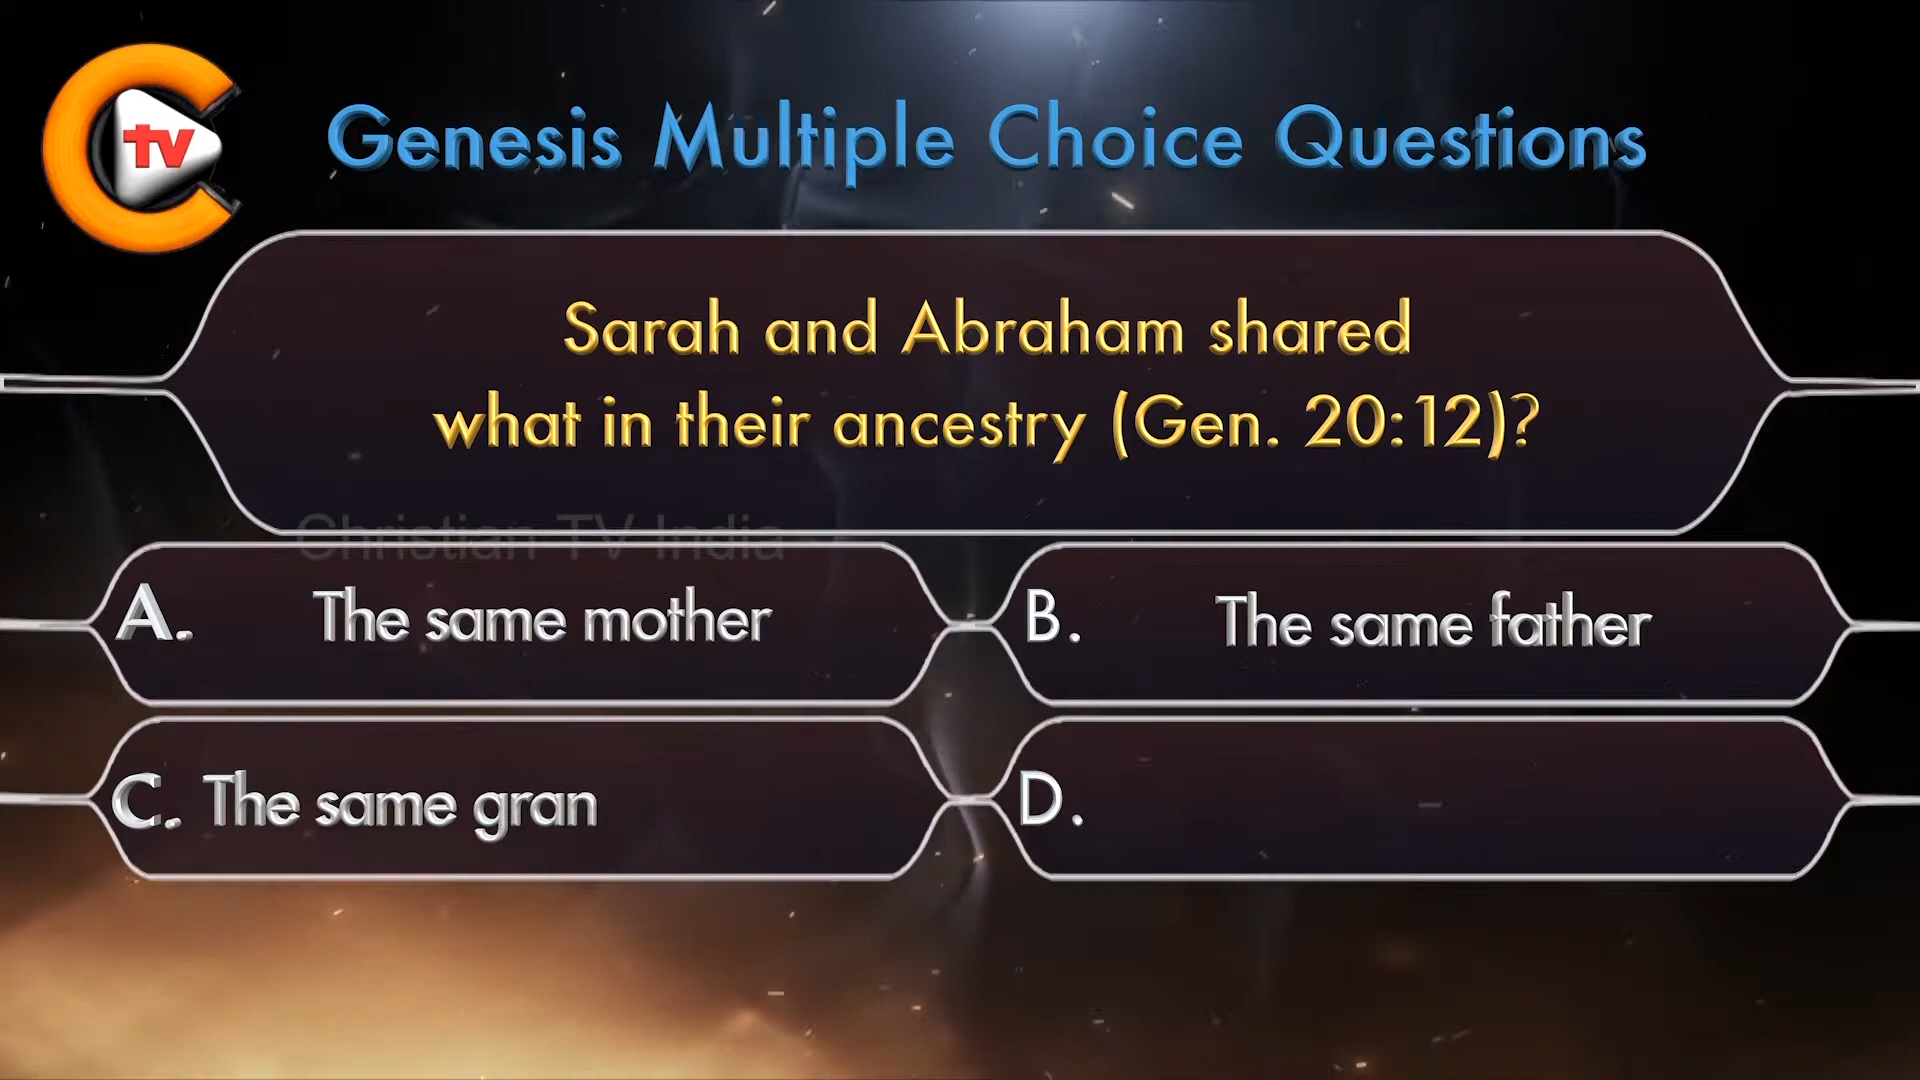 tv
Genesis Multiple Choice Questions
Sarah and Abraham shared
what in their ancestry (Gen. 20:12)?
Christian TV India
A. The same mother
B. The same father
C. The same gran
D.